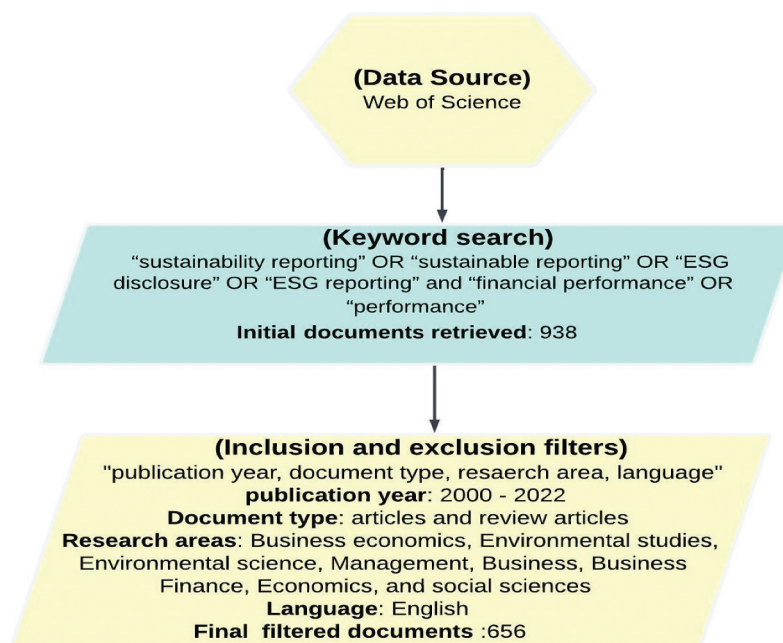 (Data Source)
Web of Science
(Keyword search)
“sustainability reporting” OR “sustainable reporting” OR “ESG
disclosure” OR “ESG reporting” and “financial performance” OR
“performance”
Initial documents retrieved: 938
(Inclusion and exclusion filters)
"publication year, document type, resaerch area, language"
publication year: 2000 - 2022
Document type: articles and review articles
Research areas: Business economics, Environmental studies,
Environmental science, Management, Business, Business
Finance, Economics, and social sciences
Language: English
Final filtered documents :656